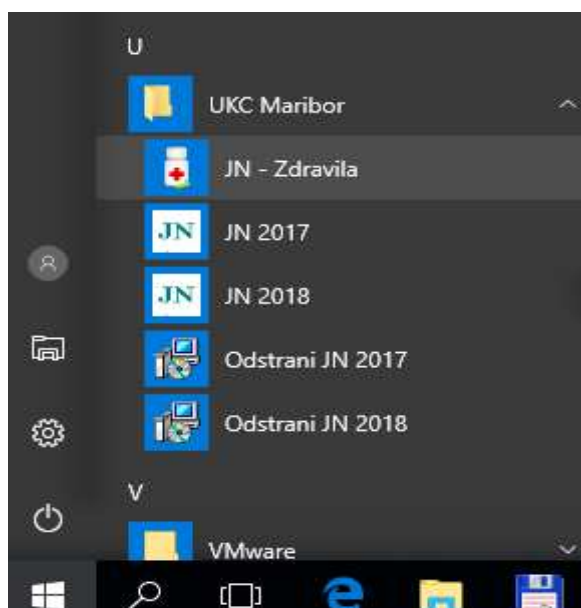 U
UKC Maribor
JN - Zdravila
JN JN 2017
JN JN 2018
Odstrani JN 2017
Odstrani JN 2018
V
VMware